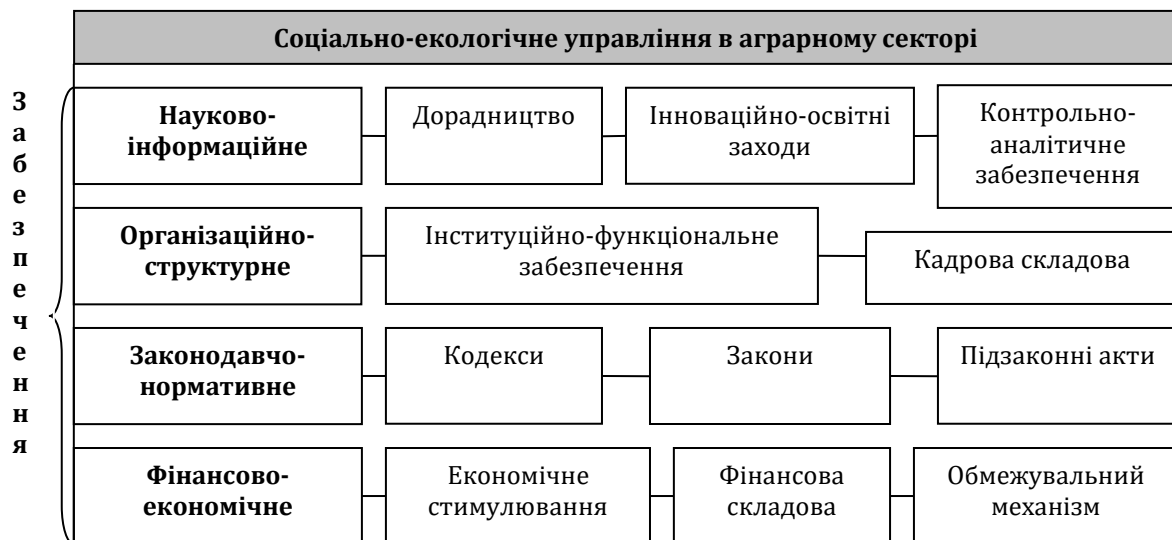 Соціально-екологічне управління в аграрному секторі
Забезпечення
Науково-
інформаційне
Дорадництво
Інноваційно-освітні
заходи
Контрольно-
аналітичне
забезпечення
Організаційно-
структурне
Інституційно-функціональне
забезпечення
Кадрова складова
Законодавчо-
нормативне
Кодекси
Закони
Підзаконні акти
Фінансово-
економічне
Економічне
стимулювання
Фінансова
складова
Обмежувальний
механізм